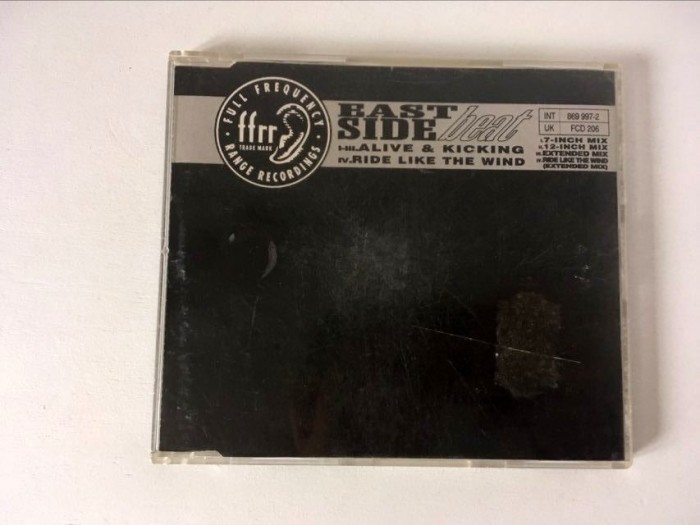 FULL FREQUENCY
ffrr
TRADE MARK
RANGE RECORDINGS
EAST
SIDE beat
I-III. ALIVE & KICKING
IV. RIDE LIKE THE WIND
INT 869 997-2
UK FCD 206
I. 7-INCH MIX
II. 12-INCH MIX
III. EXTENDED MIX
IV. RIDE LIKE THE WIND
(EXTENDED MIX)